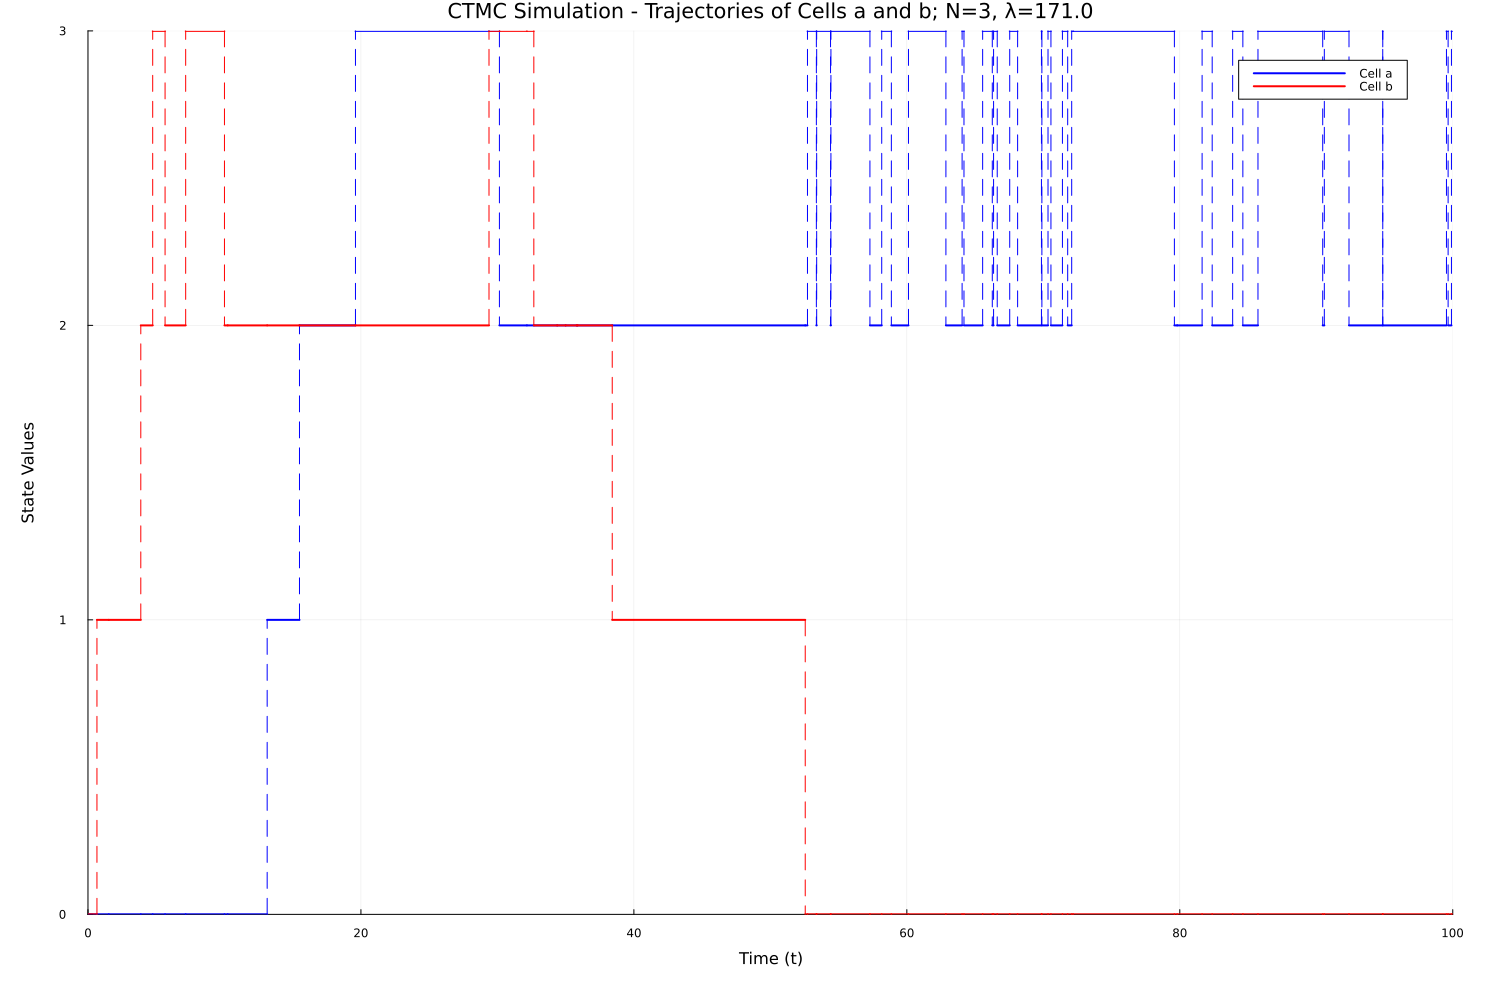 CTMC Simulation - Trajectories of Cells a and b; N=3, λ=171.0
3
Cell a
Cell b
2
State Values
1
0
0 20 40 60 80 100
Time (t)